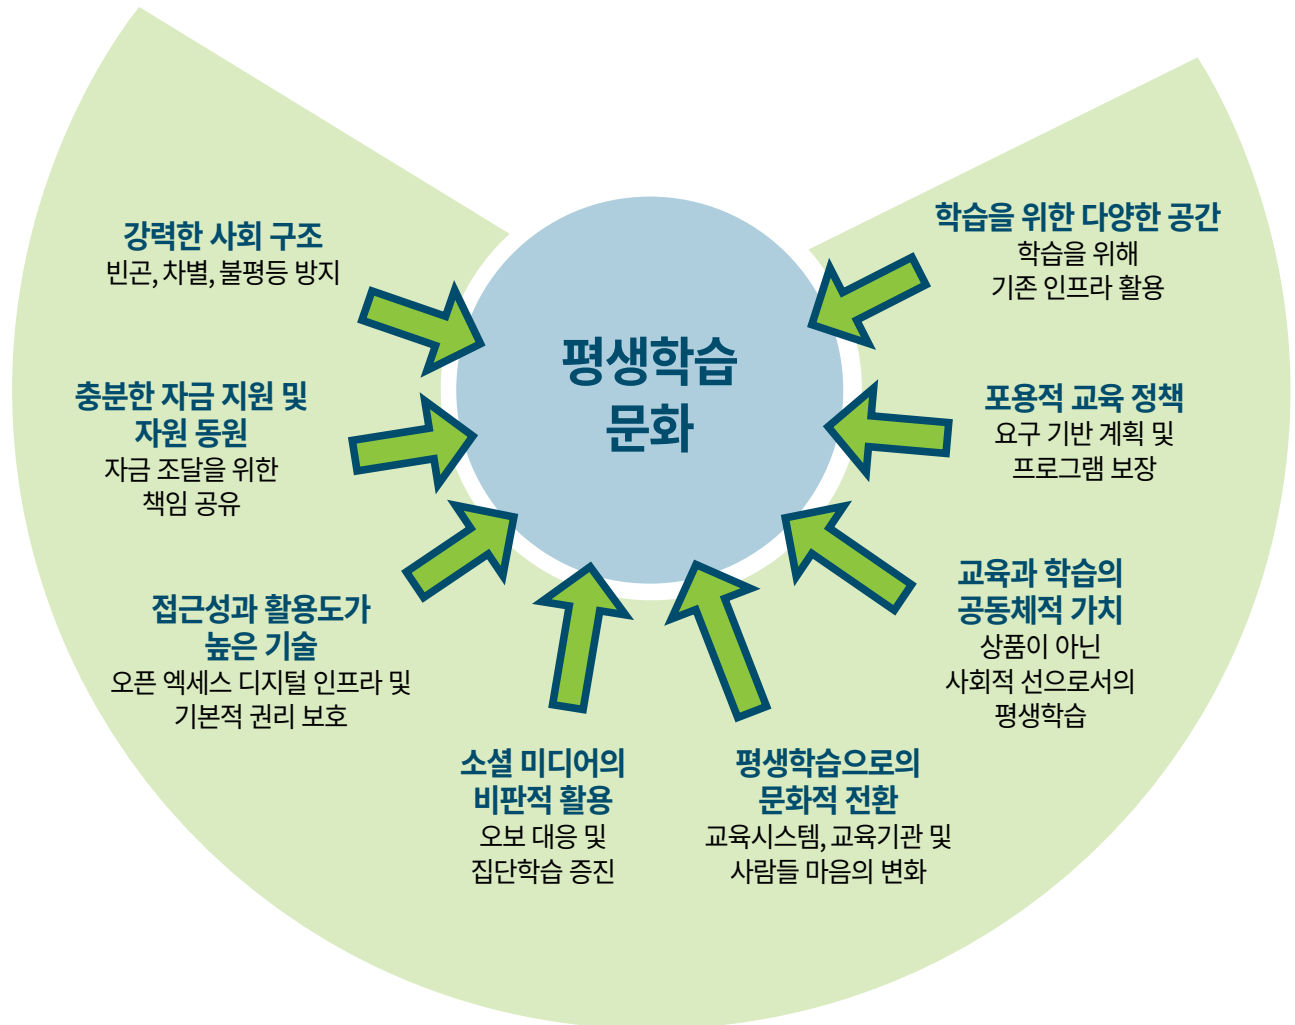 평생학습
문화
강력한 사회 구조
빈곤, 차별, 불평등 방지
충분한 자금 지원 및
자원 동원
자금 조달을 위한
책임 공유
접근성과 활용도가
높은 기술
오픈 엑세스 디지털 인프라 및
기본적 권리 보호
소셜 미디어의
비판적 활용
오보 대응 및
집단학습 증진
평생학습으로의
문화적 전환
교육시스템, 교육기관 및
사람들 마음의 변화
교육과 학습의
공동체적 가치
상품이 아닌
사회적 선으로서의
평생학습
포용적 교육 정책
요구 기반 계획 및
프로그램 보장
학습을 위한 다양한 공간
학습을 위해
기존 인프라 활용